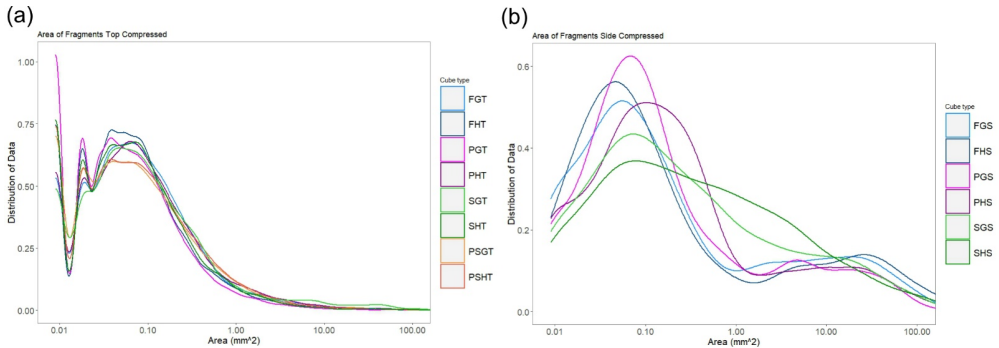 (a)
Area of Fragments Top Compressed
Distribution of Data
1.00
0.75
0.50
0.25
0.00
0.01 0.10 1.00 10.00 100.00
Area (mm^2)
Cube type
FGT
FHT
PGT
PHT
SGT
SHT
PSGT
PSHT
(b)
Area of Fragments Side Compressed
Distribution of Data
0.6
0.4
0.2
0.0
0.01 0.10 1.00 10.00 100.00
Area (mm^2)
Cube type
FGS
FHS
PGS
PHS
SGS
SHS